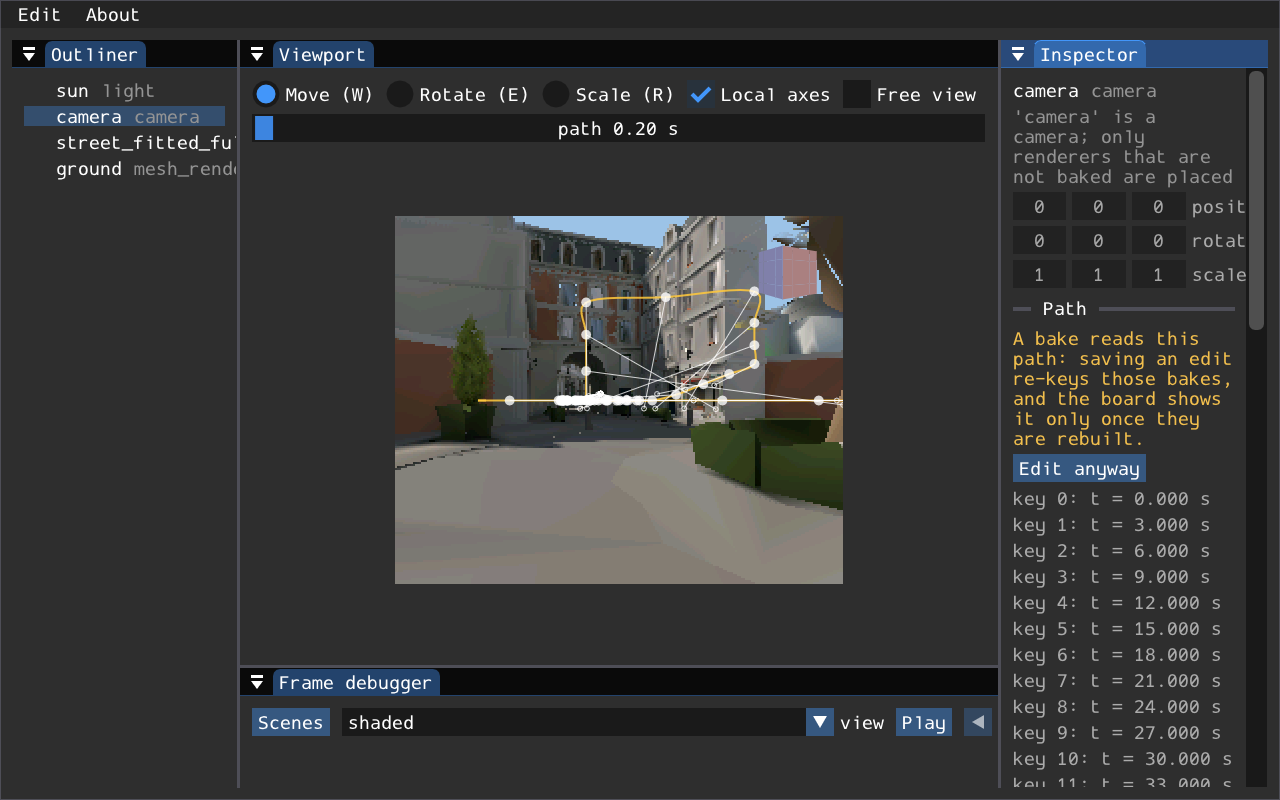 Edit About
Outliner
sun light
camera camera
street_fitted_fu
ground mesh_rende
Viewport
Move (W) Rotate (E) Scale (R) Local axes Free view
path 0.20 s
Frame debugger
Scenes shaded view Play
Inspector
camera camera
'camera' is a
camera; only
renderers that are
not baked are placed
0 0 0 posit
0 0 0 rotat
1 1 1 scale
Path
A bake reads this
path: saving an edit
re-keys those bakes,
and the board shows
it only once they
are rebuilt.
Edit anyway
key 0: t = 0.000 s
key 1: t = 3.000 s
key 2: t = 6.000 s
key 3: t = 9.000 s
key 4: t = 12.000 s
key 5: t = 15.000 s
key 6: t = 18.000 s
key 7: t = 21.000 s
key 8: t = 24.000 s
key 9: t = 27.000 s
key 10: t = 30.000 s
key 11: t = 33.000 s